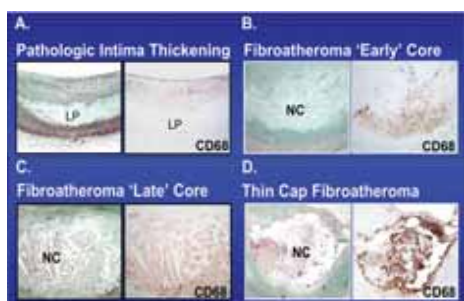 A.
Pathologic Intima Thickening
LP
LP
CD68
B.
Fibroatheroma 'Early' Core
NC
CD68
C.
Fibroatheroma 'Late' Core
NC
CD68
D.
Thin Cap Fibroatheroma
NC
CD68